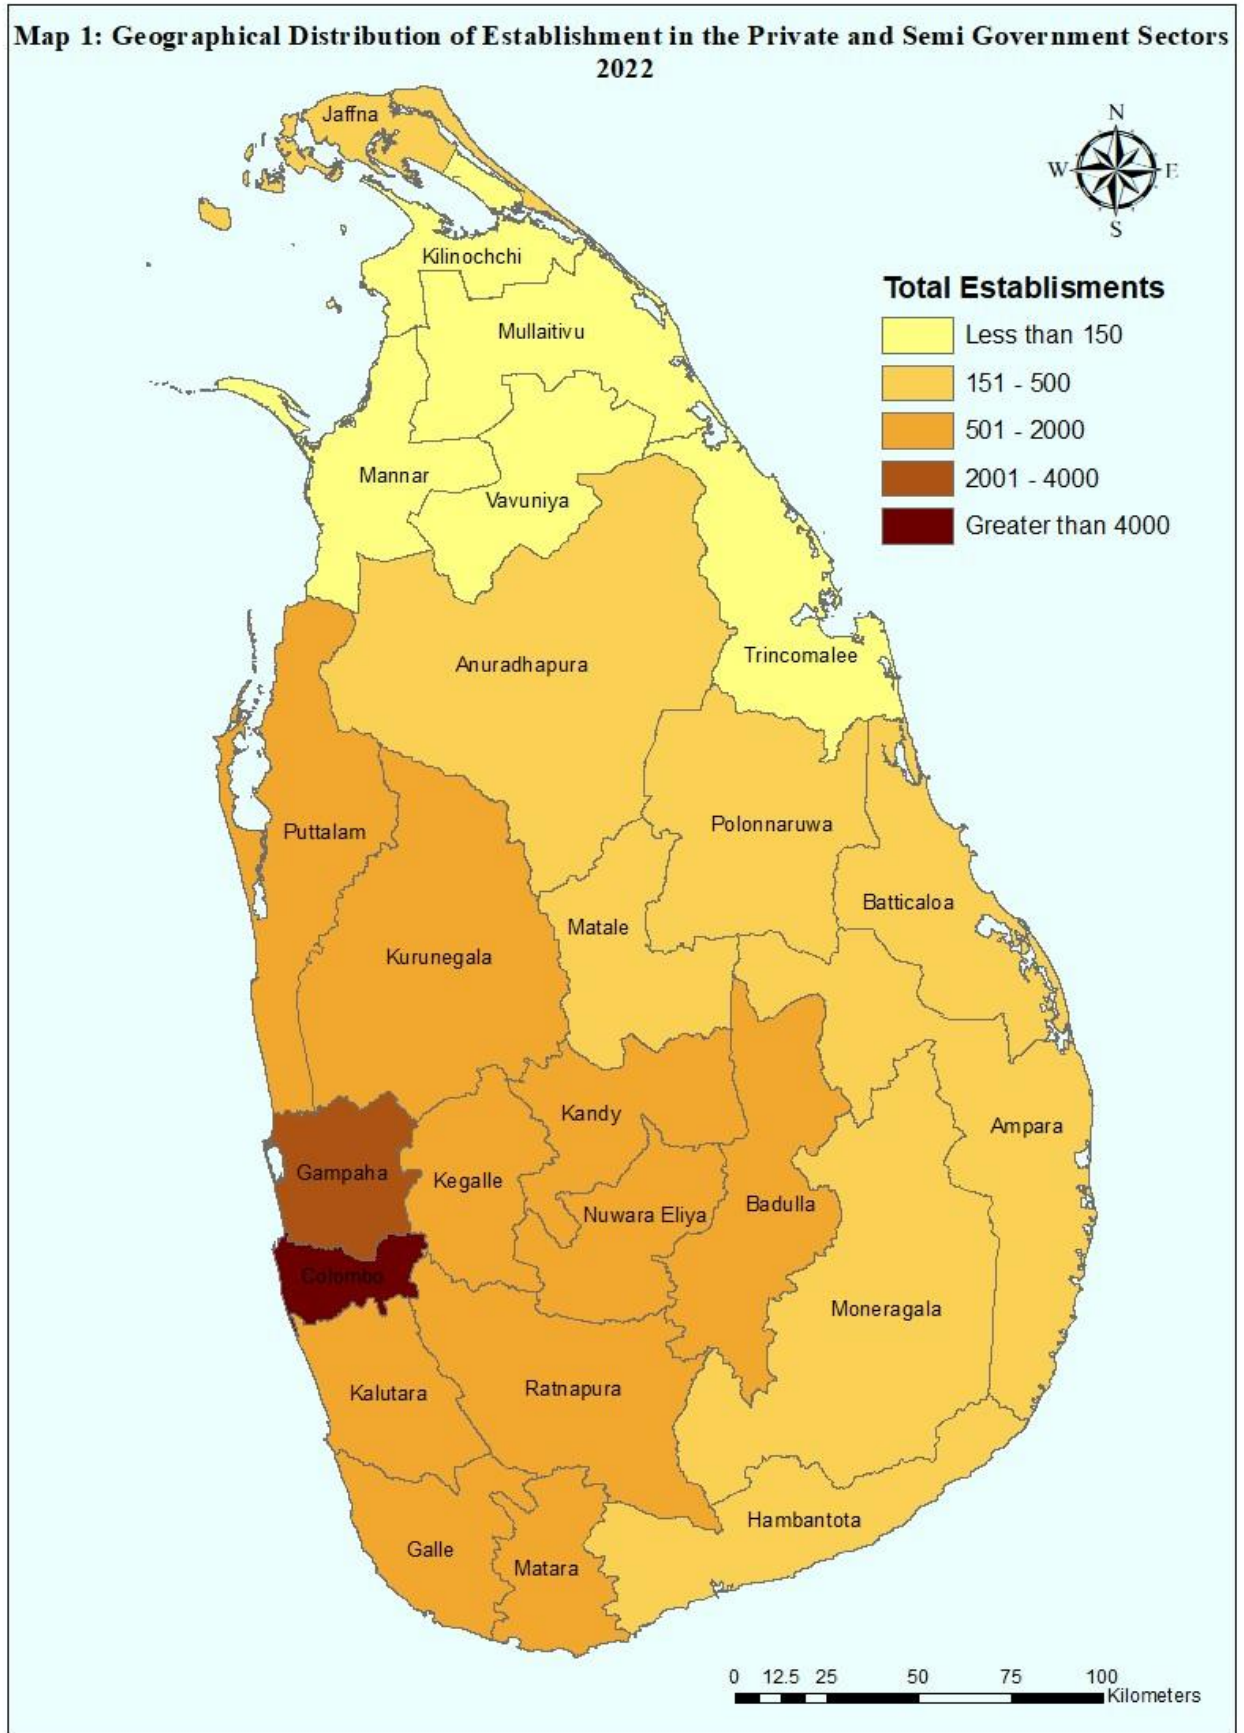 Map 1: Geographical Distribution of Establishment in the Private and Semi Government Sectors
2022
N
W
E
S
Total Establisments
Less than 150
151 - 500
501 - 2000
2001 - 4000
Greater than 4000
Jaffna
Kilinochchi
Mullaitivu
Mannar
Vavuniya
Trincomalee
Anuradhapura
Polonnaruwa
Puttalam
Batticaloa
Matale
Kurunegala
Kandy
Ampara
Gampaha
Kegalle
Badulla
Nuwara Eliya
Colombo
Moneragala
Ratnapura
Kalutara
Hambantota
Galle
Matara
0 12.5 25 50 75 100
Kilometers